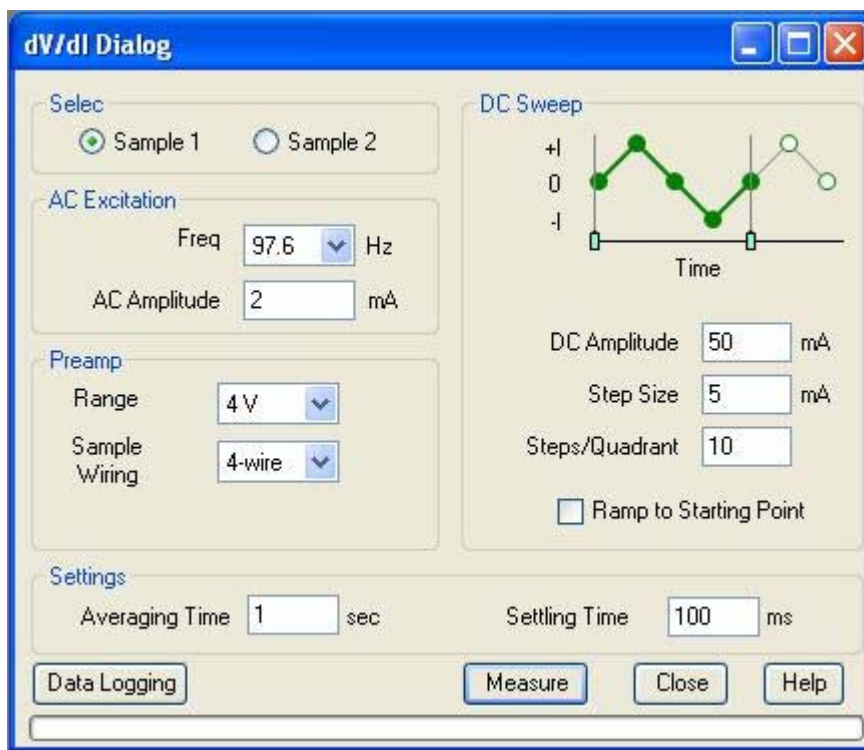 dV/dI Dialog
Selec
Sample 1 Sample 2
AC Excitation
Freq 97.6 Hz
AC Amplitude 2 mA
Preamp
Range 4 V
Sample
Wiring 4-wire
DC Sweep
+I
0
-I
Time
DC Amplitude 50 mA
Step Size 5 mA
Steps/Quadrant 10
Ramp to Starting Point
Settings
Averaging Time 1 sec Settling Time 100 ms
Data Logging Measure Close Help